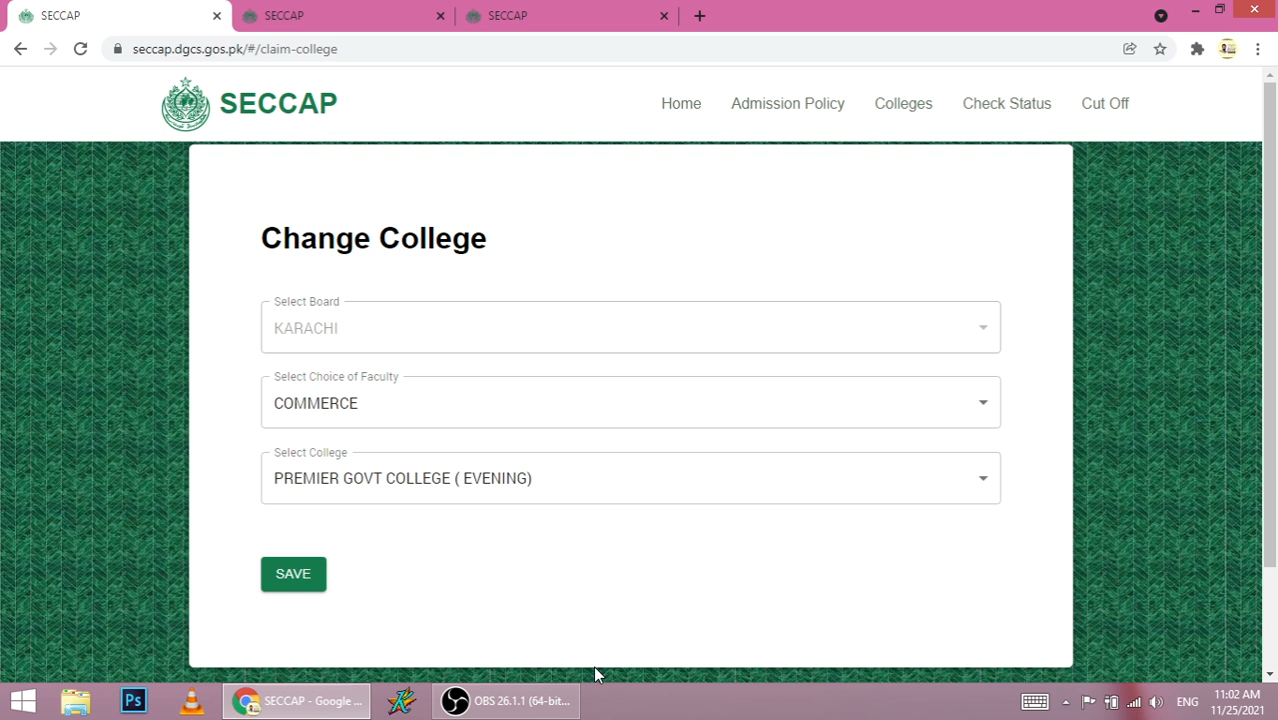 SECCAP
SECCAP
SECCAP
seccap.dgcs.gos.pk/#/claim-college
SECCAP
Home
Admission Policy
Colleges
Check Status
Cut Off
Change College
Select Board
KARACHI
Select Choice of Faculty
COMMERCE
Select College
PREMIER GOVT COLLEGE ( EVENING)
SAVE
Ps
SECCAP - Google ...
OBS 26.1.1 (64-bit...
ENG
11:02 AM
11/25/2021